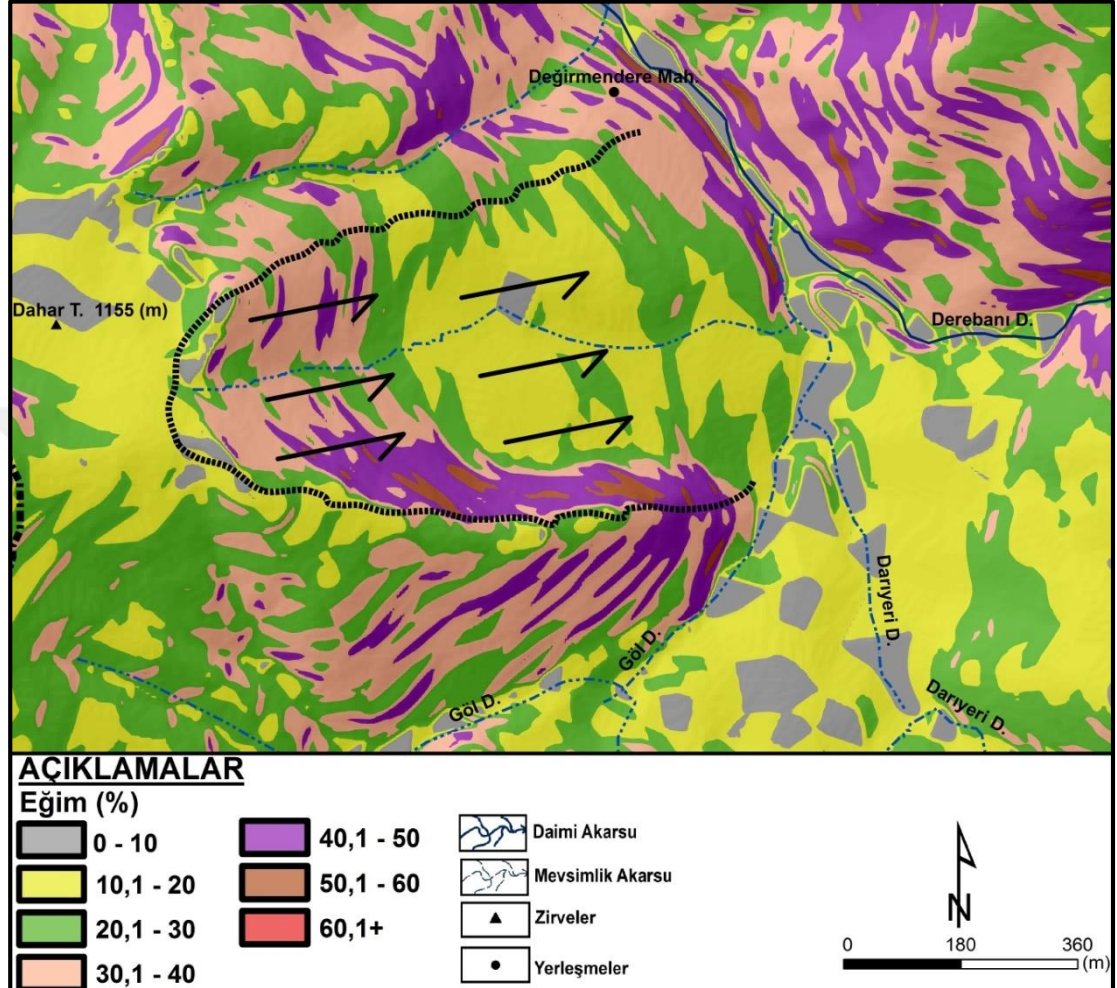 Değirmendere Mah.
Dahar T. 1155 (m)
Derebanı D.
Darıyeri D.
Göl D.
Göl D.
Darıyeri D.
AÇIKLAMALAR
Eğim (%)
0 - 10
10,1 - 20
20,1 - 30
30,1 - 40
40,1 - 50
50,1 - 60
60,1+
Daimi Akarsu
Mevsimlik Akarsu
Zirveler
Yerleşmeler
N
0 180 360
(m)